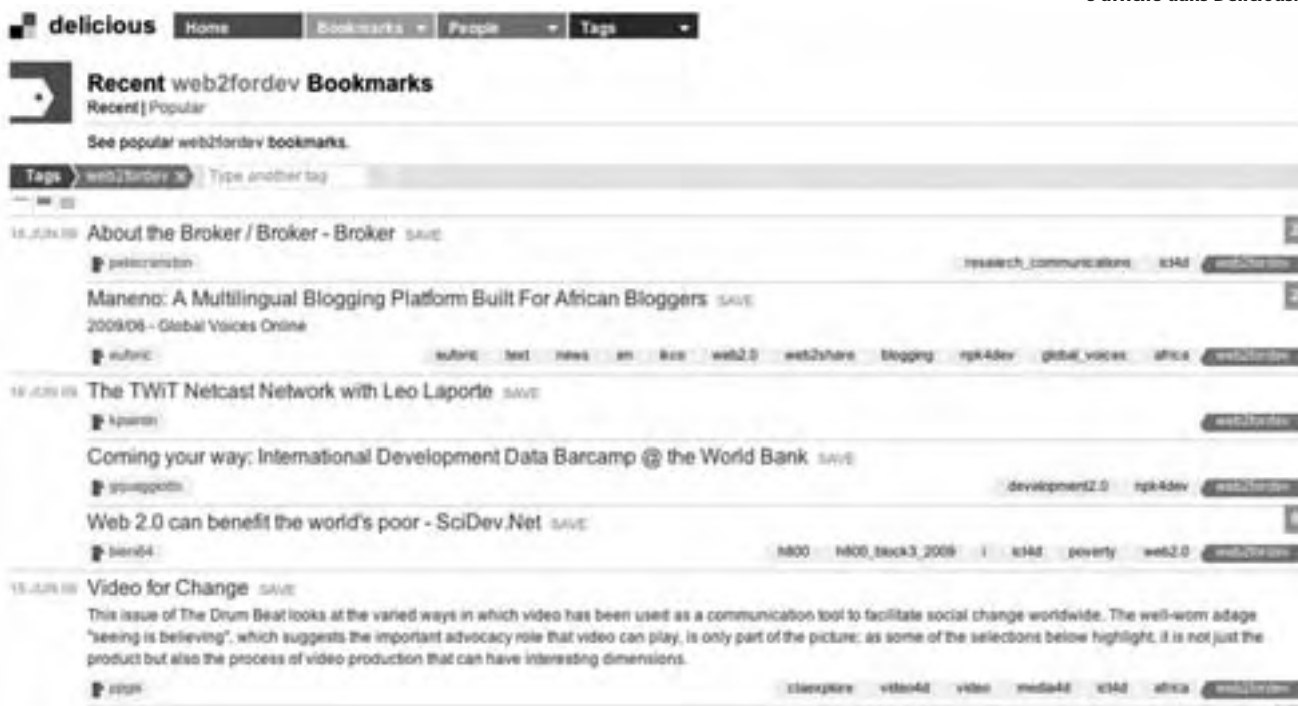 delicious Home Bookmarks People Tags
Recent web2fordev Bookmarks
Recent | Popular
See popular web2fordev bookmarks.
Tags web2fordev x Type another tag
About the Broker / Broker - Broker SAVE
research_communications ict4d web2fordev
Maneno: A Multilingual Blogging Platform Built For African Bloggers SAVE
2009/06 - Global Voices Online
euforic euforic text news en web2.0 web2share blogging npk4dev global_voices africa web2fordev
The TWiT Netcast Network with Leo Laporte SAVE
web2fordev
Coming your way: International Development Data Barcamp @ the World Bank SAVE
development2.0 npk4dev web2fordev
Web 2.0 can benefit the world's poor - SciDev.Net SAVE
h800 h800_block3_2009 ict4d poverty web2.0 web2fordev
Video for Change SAVE
This issue of The Drum Beat looks at the varied ways in which video has been used as a communication tool to facilitate social change worldwide. The well-worn adage
"seeing is believing", which suggests the important advocacy role that video can play, is only part of the picture; as some of the selections below highlight, it is not just the
product but also the process of video production that can have interesting dimensions.
video4d video media4d ict4d africa web2fordev